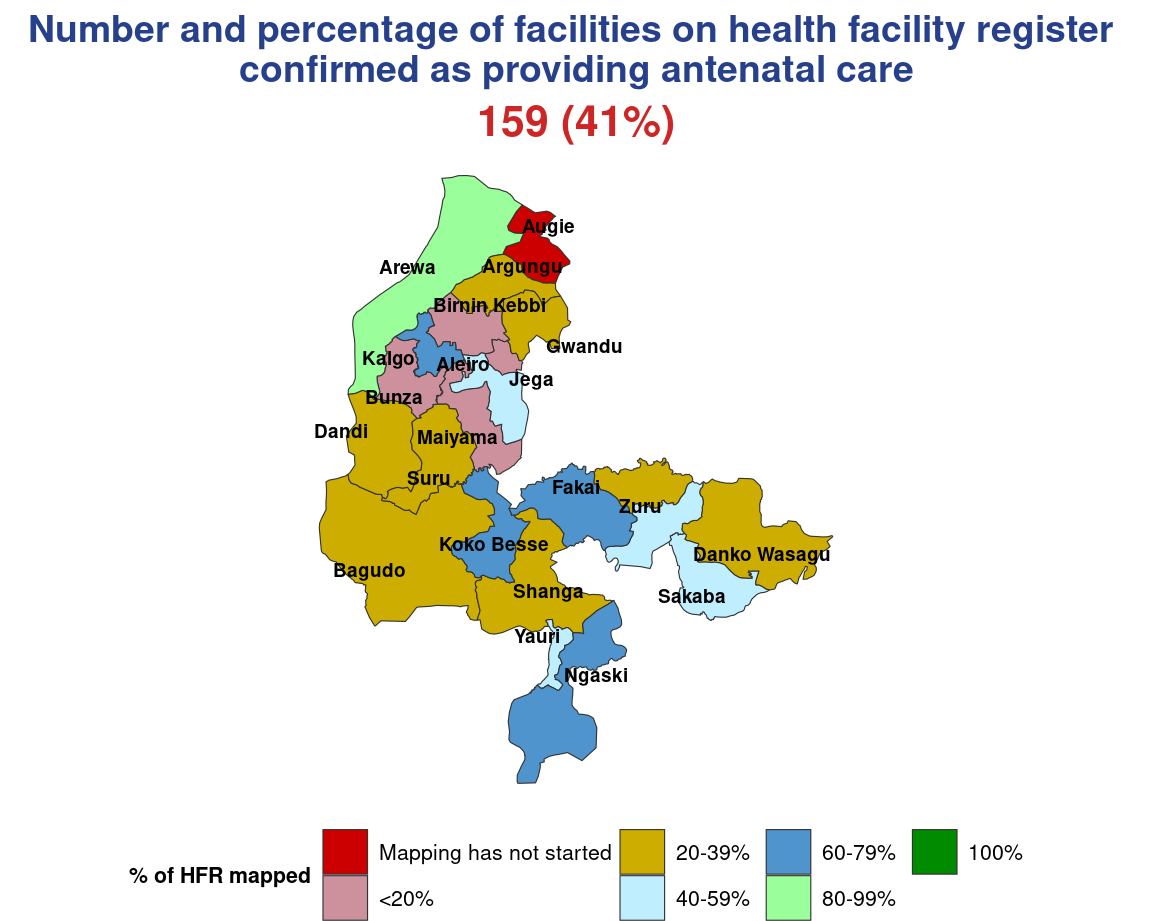 Number and percentage of facilities on health facility register
confirmed as providing antenatal care
159 (41%)
Augie
Arewa
Argungu
Birnin Kebbi
Gwandu
Kalgo
Aleiro
Jega
Bunza
Dandi
Maiyama
Suru
Fakai
Zuru
Koko Besse
Danko Wasagu
Bagudo
Shanga
Sakaba
Yauri
Ngaski
% of HFR mapped
Mapping has not started
<20%
20-39%
40-59%
60-79%
80-99%
100%